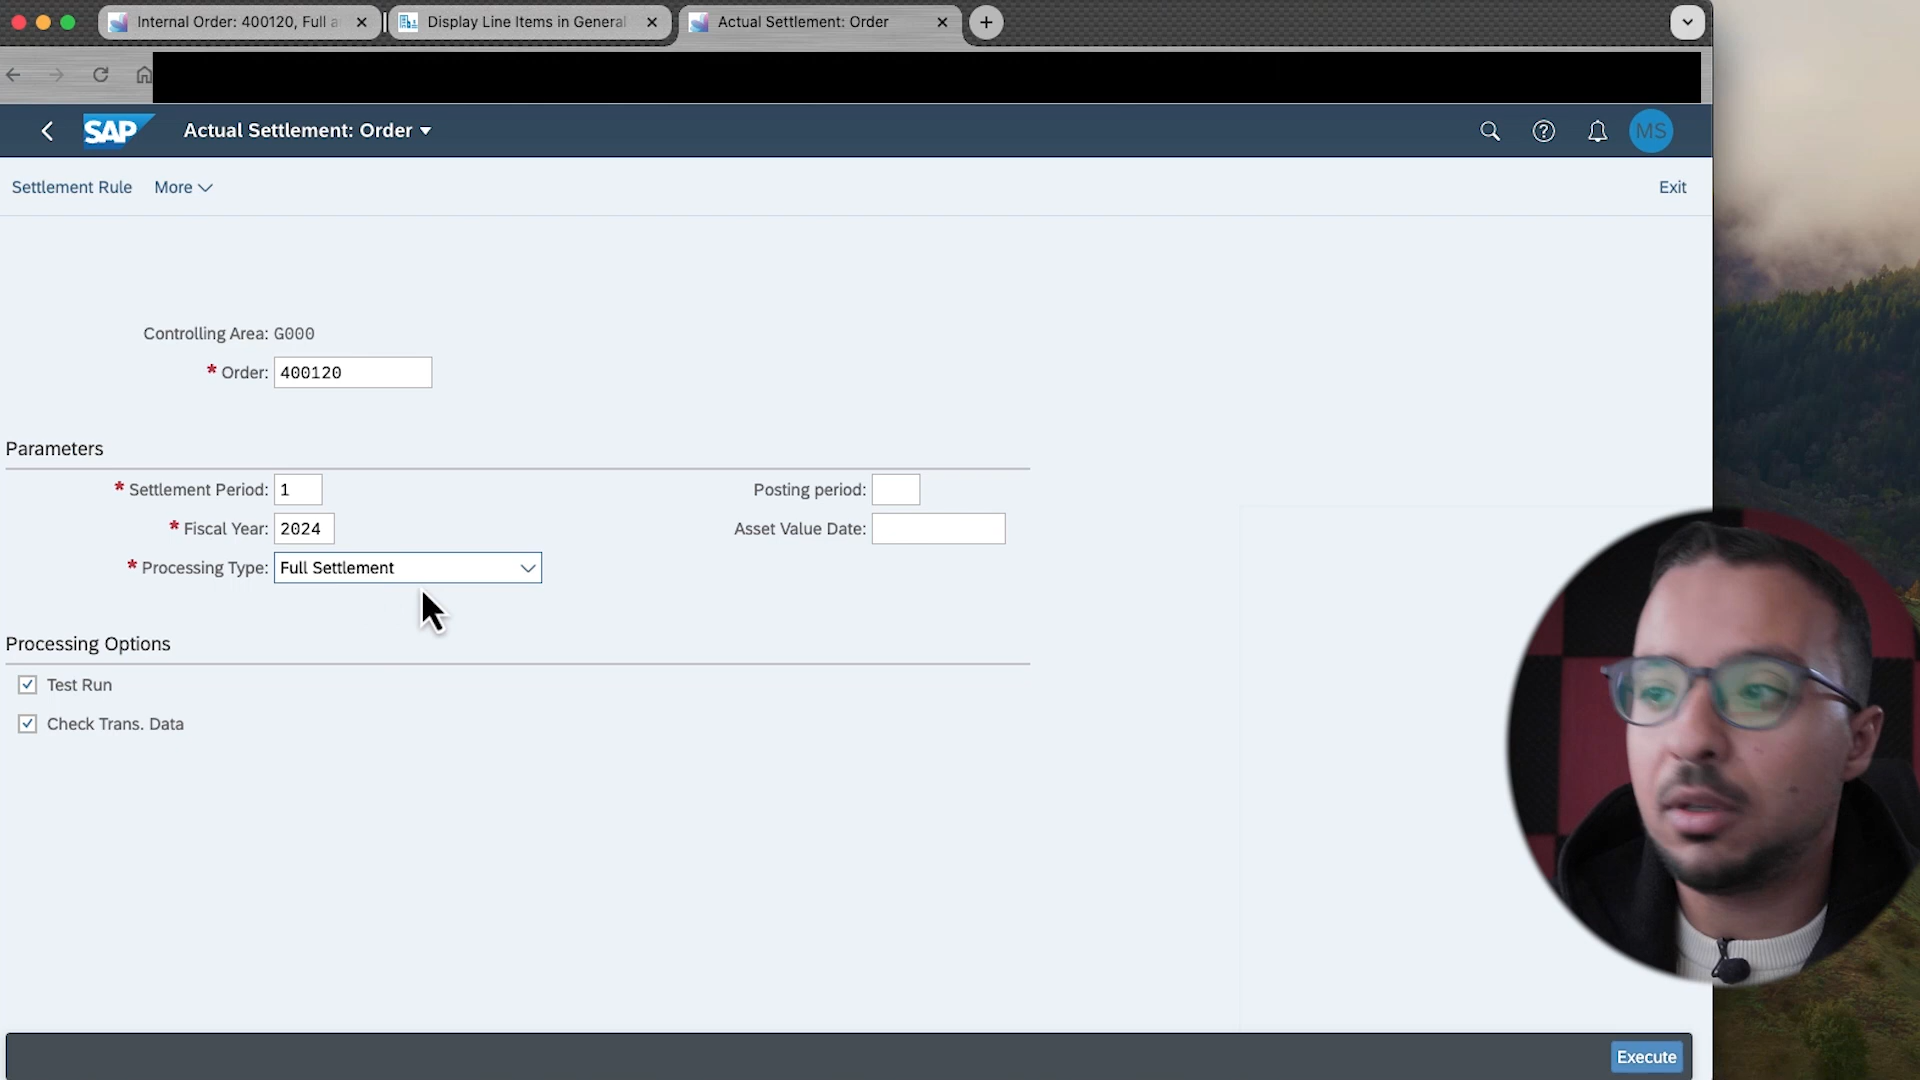 Internal Order: 400120, Full a
Display Line Items in General
Actual Settlement: Order
SAP
Actual Settlement: Order
MS
Settlement Rule
More
Exit
Controlling Area: G000
* Order: 400120
Parameters
* Settlement Period: 1
Posting period:
* Fiscal Year: 2024
Asset Value Date:
* Processing Type: Full Settlement
Processing Options
Test Run
Check Trans. Data
Execute